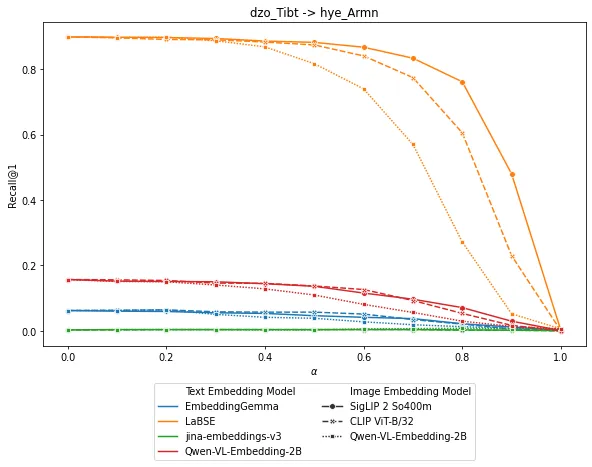 dzo_Tibt -> hye_Armn
Recall@1
0.8
0.6
0.4
0.2
0.0
0.0 0.2 0.4 0.6 0.8 1.0
α
Text Embedding Model
EmbeddingGemma
LaBSE
jina-embeddings-v3
Qwen-VL-Embedding-2B
Image Embedding Model
SigLIP 2 So400m
CLIP ViT-B/32
Qwen-VL-Embedding-2B